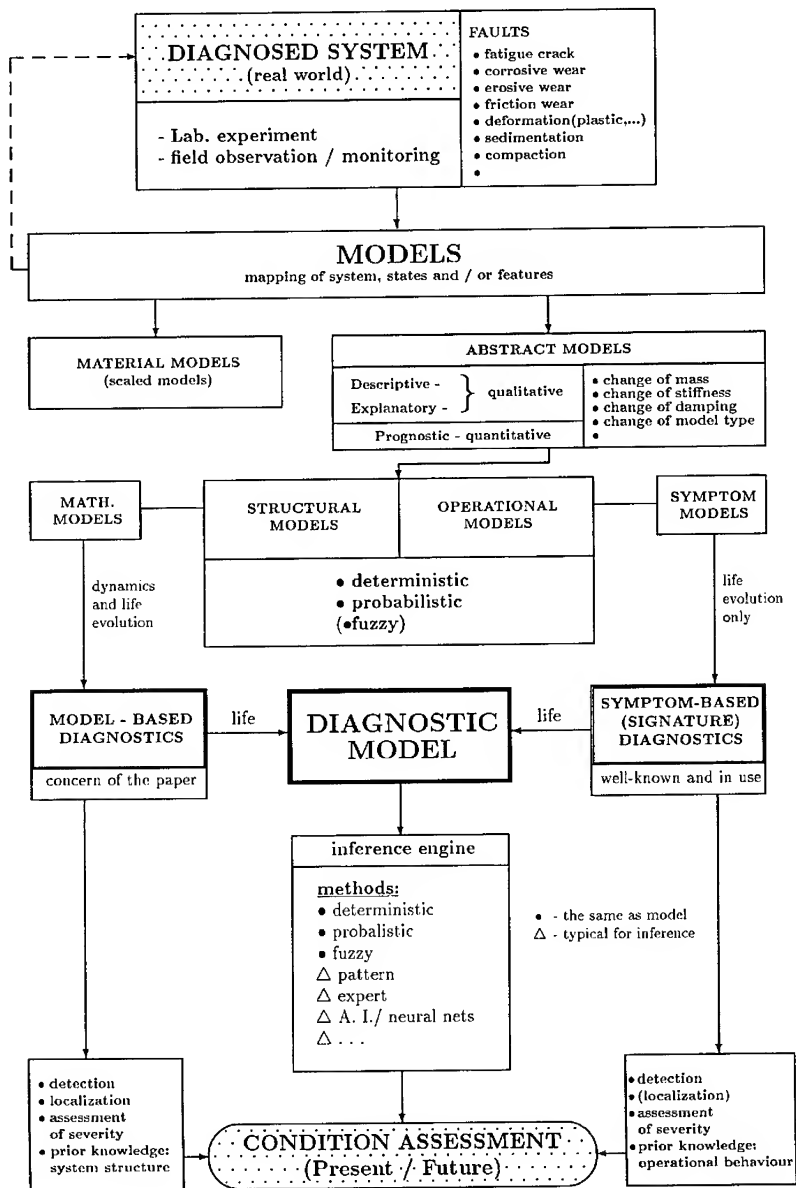 DIAGNOSED SYSTEM
(real world)
- Lab. experiment
- field observation / monitoring
FAULTS
• fatigue crack
• corrosive wear
• erosive wear
• friction wear
• deformation(plastic,...)
• sedimentation
• compaction
•
MODELS
mapping of system, states and / or features
MATERIAL MODELS
(scaled models)
ABSTRACT MODELS
Descriptive -
Explanatory -
} qualitative
Prognostic - quantitative
• change of mass
• change of stiffness
• change of damping
• change of model type
•
MATH.
MODELS
STRUCTURAL
MODELS
OPERATIONAL
MODELS
SYMPTOM
MODELS
• deterministic
• probabilistic
(•fuzzy)
dynamics
and life
evolution
life
evolution
only
MODEL - BASED
DIAGNOSTICS
concern of the paper
life
DIAGNOSTIC
MODEL
life
SYMPTOM-BASED
(SIGNATURE)
DIAGNOSTICS
well-known and in use
inference engine
methods:
• deterministic
• probalistic
• fuzzy
△ pattern
△ expert
△ A. I./ neural nets
△ . . .
• - the same as model
△ - typical for inference
• detection
• localization
• assessment
of severity
• prior knowledge:
system structure
CONDITION ASSESSMENT
(Present / Future)
• detection
• (localization)
• assessment
of severity
• prior knowledge:
operational behaviour